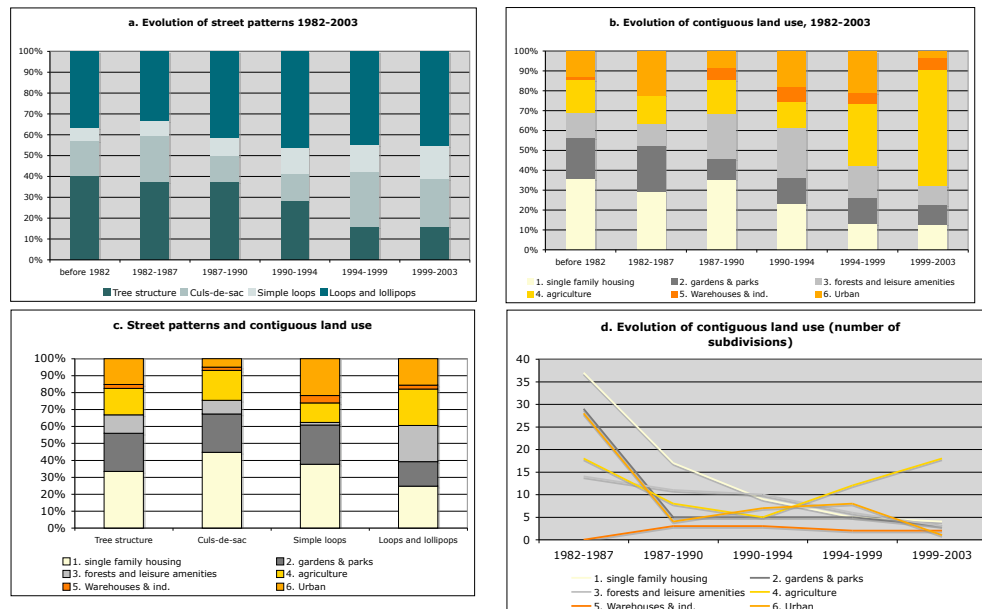 a. Evolution of street patterns 1982-2003
100%
90%
80%
70%
60%
50%
40%
30%
20%
10%
0%
before 1982 1982-1987 1987-1990 1990-1994 1994-1999 1999-2003
Tree structure Culs-de-sac Simple loops Loops and lollipops
b. Evolution of contiguous land use, 1982-2003
100%
90%
80%
70%
60%
50%
40%
30%
20%
10%
0%
before 1982 1982-1987 1987-1990 1990-1994 1994-1999 1999-2003
1. single family housing 2. gardens & parks 3. forests and leisure amenities
4. agriculture 5. Warehouses & ind. 6. Urban
c. Street patterns and contiguous land use
100%
90%
80%
70%
60%
50%
40%
30%
20%
10%
0%
Tree structure Culs-de-sac Simple loops Loops and lollipops
1. single family housing 2. gardens & parks
3. forests and leisure amenities 4. agriculture
5. Warehouses & ind. 6. Urban
d. Evolution of contiguous land use (number of
subdivisions)
40
35
30
25
20
15
10
5
0
1982-1987 1987-1990 1990-1994 1994-1999 1999-2003
1. single family housing 2. gardens & parks
3. forests and leisure amenities 4. agriculture
5. Warehouses & ind. 6. Urban